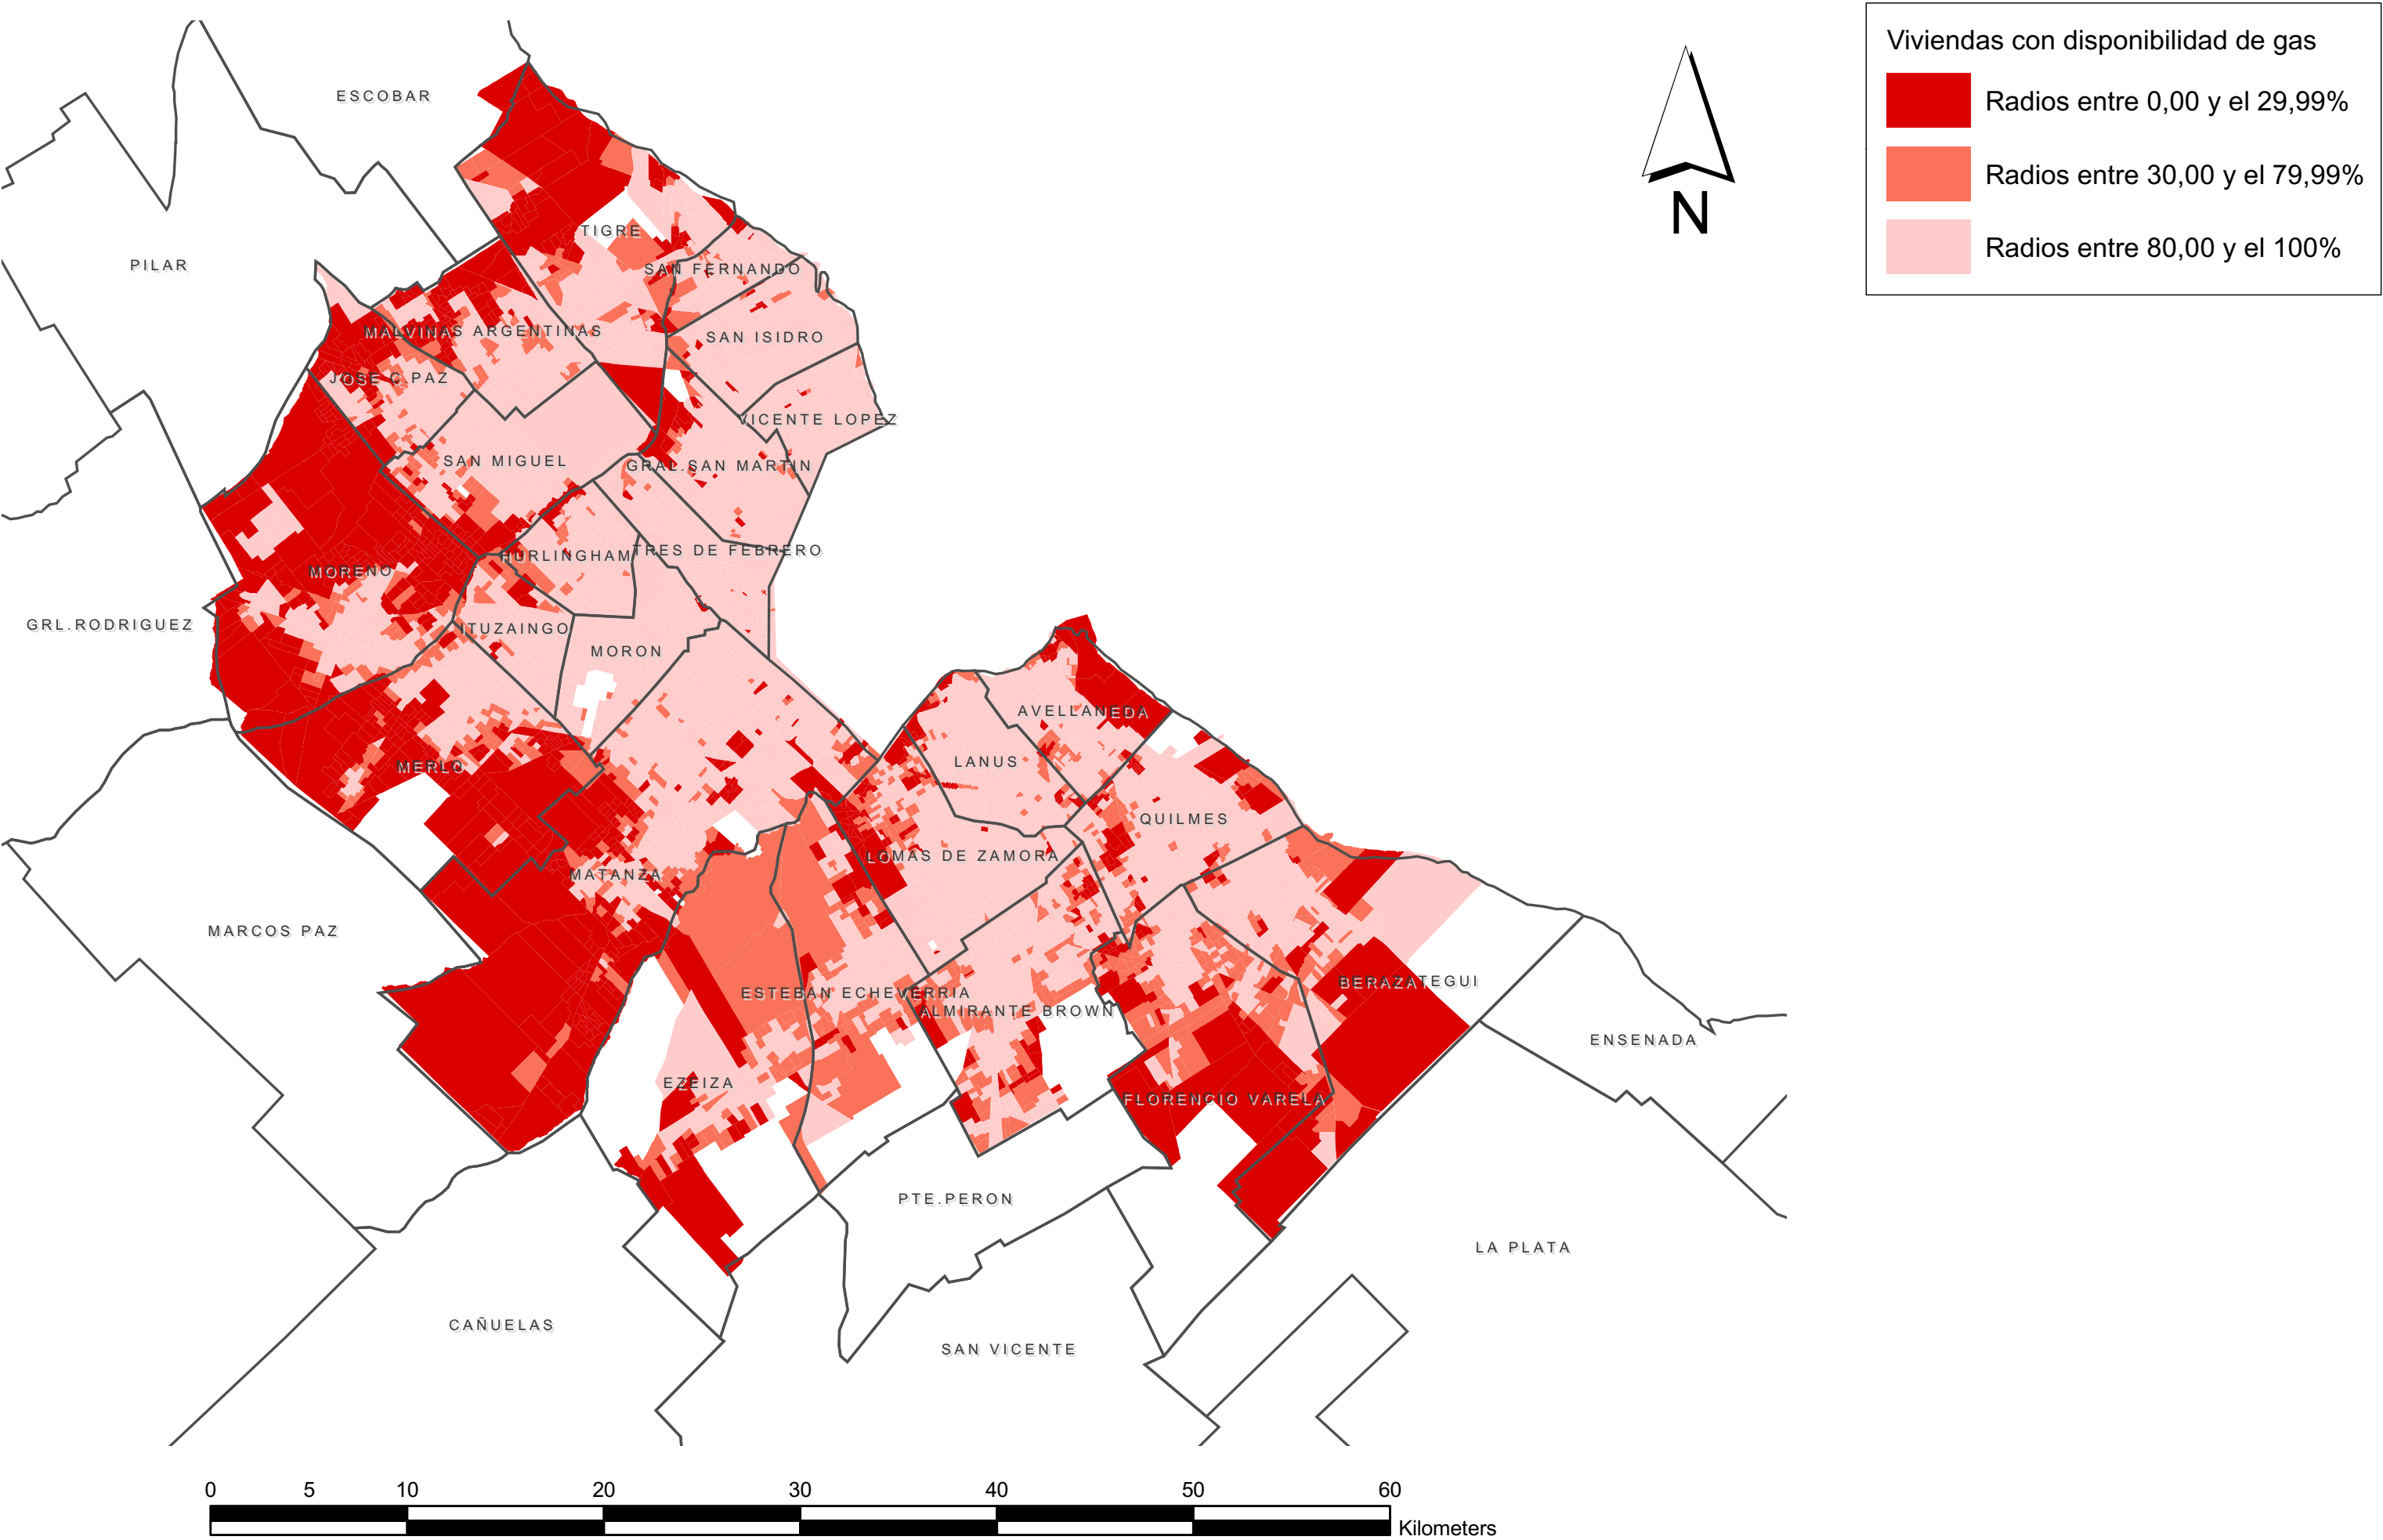 Viviendas con disponibilidad de gas
Radios entre 0,00 y el 29,99%
Radios entre 30,00 y el 79,99%
Radios entre 80,00 y el 100%
N
ESCOBAR
TIGRE
PILAR
SAN FERNANDO
MALVINAS ARGENTINAS
SAN ISIDRO
JOSE C.PAZ
VICENTE LOPEZ
SAN MIGUEL
GRAL.SAN MARTIN
HURLINGHAM
TRES DE FEBRERO
MORENO
GRL.RODRIGUEZ
ITUZAINGO
MORON
AVELLANEDA
LANUS
MERLO
QUILMES
LOMAS DE ZAMORA
MATANZA
MARCOS PAZ
BERAZATEGUI
ESTEBAN ECHEVERRIA
ALMIRANTE BROWN
ENSENADA
EZEIZA
FLORENCIO VARELA
PTE.PERON
LA PLATA
CAÑUELAS
SAN VICENTE
0 5 10 20 30 40 50 60
Kilometers